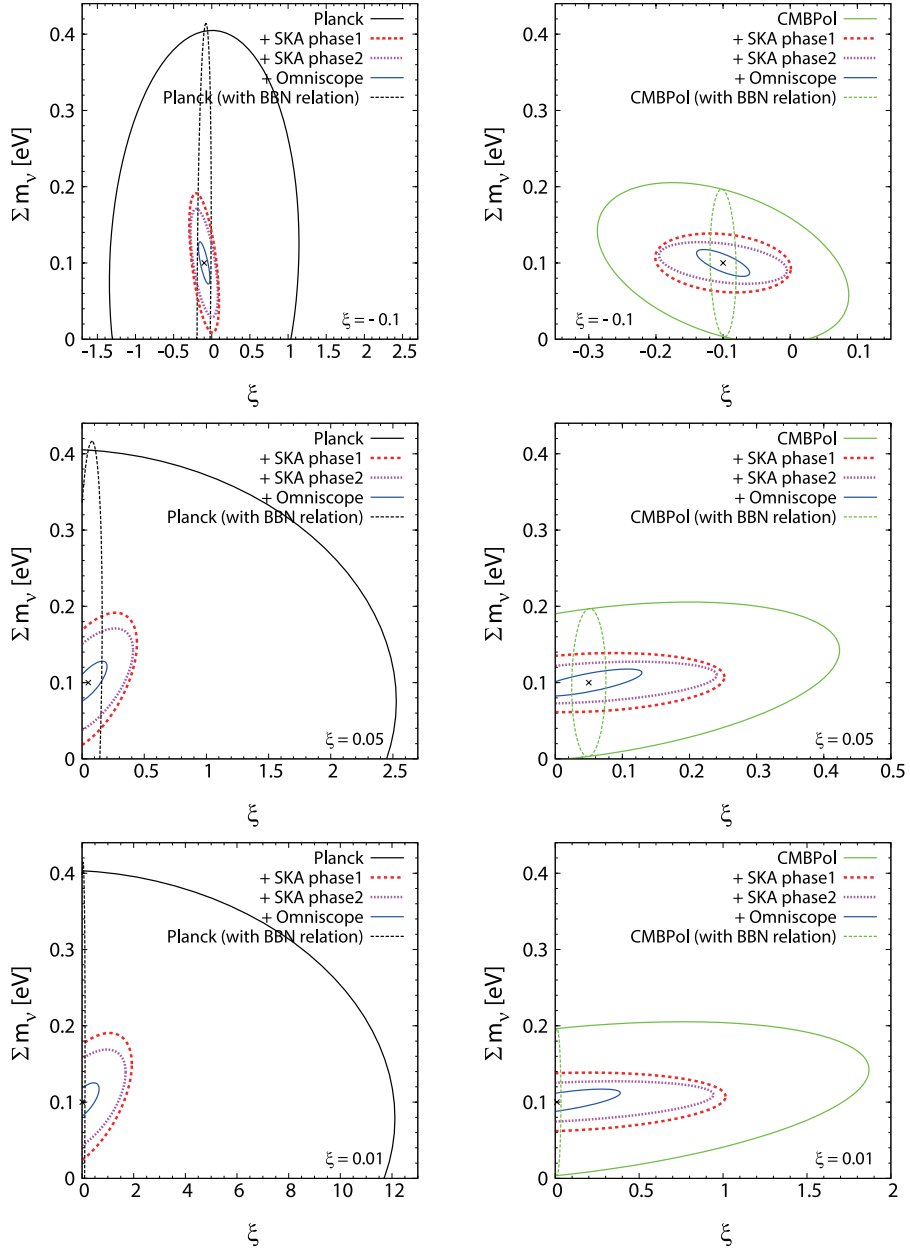 Planck
+ SKA phase1
+ SKA phase2
+ Omniscope
Planck (with BBN relation)
0.4
0.3
0.2
0.1
0
Σ mν [eV]
ξ = - 0.1
-1.5 -1 -0.5 0 0.5 1 1.5 2 2.5
ξ
CMBPol
+ SKA phase1
+ SKA phase2
+ Omniscope
CMBPol (with BBN relation)
0.4
0.3
0.2
0.1
0
Σ mν [eV]
ξ = - 0.1
-0.3 -0.2 -0.1 0 0.1
ξ
Planck
+ SKA phase1
+ SKA phase2
+ Omniscope
Planck (with BBN relation)
0.4
0.3
0.2
0.1
0
Σ mν [eV]
ξ = 0.05
0 0.5 1 1.5 2 2.5
ξ
CMBPol
+ SKA phase1
+ SKA phase2
+ Omniscope
CMBPol (with BBN relation)
0.4
0.3
0.2
0.1
0
Σ mν [eV]
ξ = 0.05
0 0.1 0.2 0.3 0.4 0.5
ξ
Planck
+ SKA phase1
+ SKA phase2
+ Omniscope
Planck (with BBN relation)
0.4
0.3
0.2
0.1
0
Σ mν [eV]
ξ = 0.01
0 2 4 6 8 10 12
ξ
CMBPol
+ SKA phase1
+ SKA phase2
+ Omniscope
CMBPol (with BBN relation)
0.4
0.3
0.2
0.1
0
Σ mν [eV]
ξ = 0.01
0 0.5 1 1.5 2
ξ